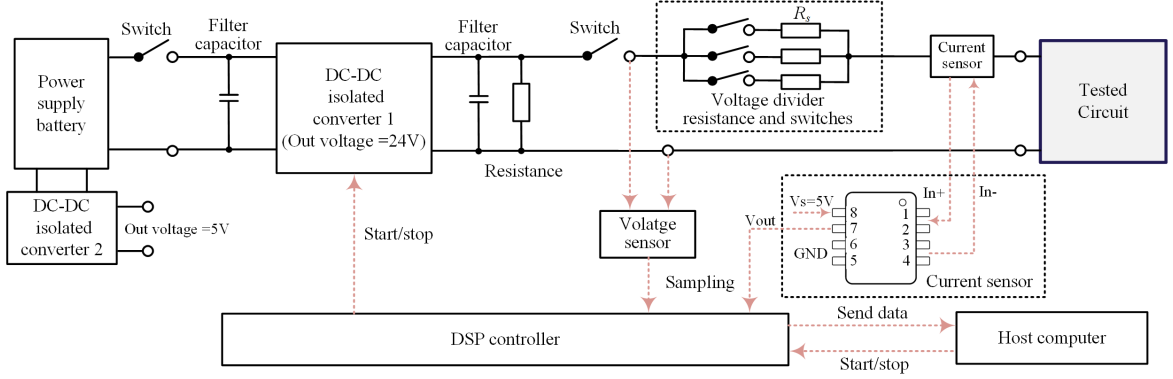 Switch
Filter
capacitor
Filter
capacitor
Switch
Rs
Current
sensor
Power
supply
battery
DC-DC
isolated
converter 1
(Out voltage =24V)
Voltage divider
resistance and switches
Tested
Circuit
Resistance
DC-DC
isolated
converter 2
Out voltage =5V
Start/stop
Volatge
sensor
Vout
Vs=5V
In+
In-
8
1
7
2
6
3
5
4
GND
Current sensor
Sampling
DSP controller
Send data
Start/stop
Host computer